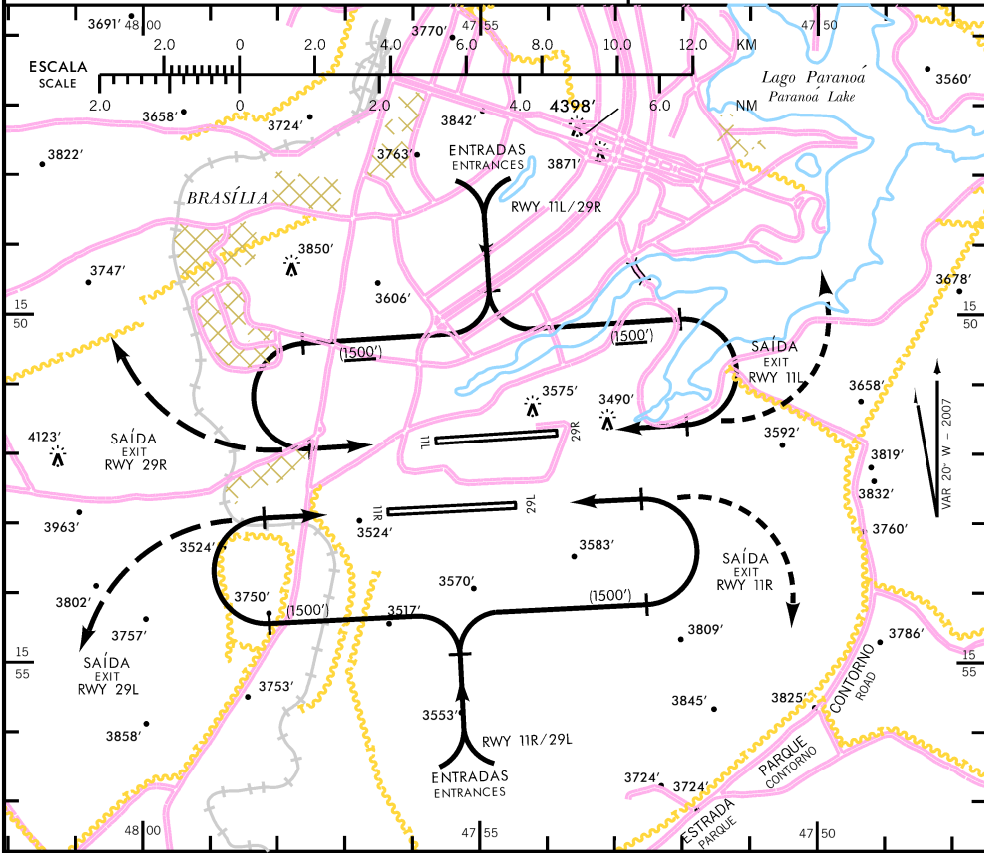 3691'
48 00
3770'
47 55
47 50
2.0
0
2.0
4.0
6.0
8.0
10.0
12.0
KM
ESCALA
SCALE
2.0
0
2.0
4.0
6.0
NM
Lago Paranoá
Paranoá Lake
3560'
3658'
3724'
3842'
4398'
3822'
3763'
ENTRADAS
ENTRANCES
3871'
BRASÍLIA
RWY 11L/29R
3850'
3747'
3606'
3678'
15
50
15
50
(1500')
(1500')
SAÍDA
EXIT
RWY 11L
3575'
3490'
3658'
VAR 20° W – 2007
4123'
SAÍDA
EXIT
RWY 29R
11L
29R
3592'
3819'
3832'
3963'
11R
29L
3524'
3524'
3760'
3583'
SAÍDA
EXIT
RWY 11R
3802'
3750'
(1500')
3570'
3517'
(1500')
3757'
3809'
3786'
SAÍDA
EXIT
RWY 29L
15
55
15
55
3753'
3553'
3845'
3825'
CONTORNO
ROAD
3858'
RWY 11R/29L
PARQUE
CONTORNO
ENTRADAS
ENTRANCES
3724'
3724'
ESTRADA
PARQUE
48 00
47 55
47 50